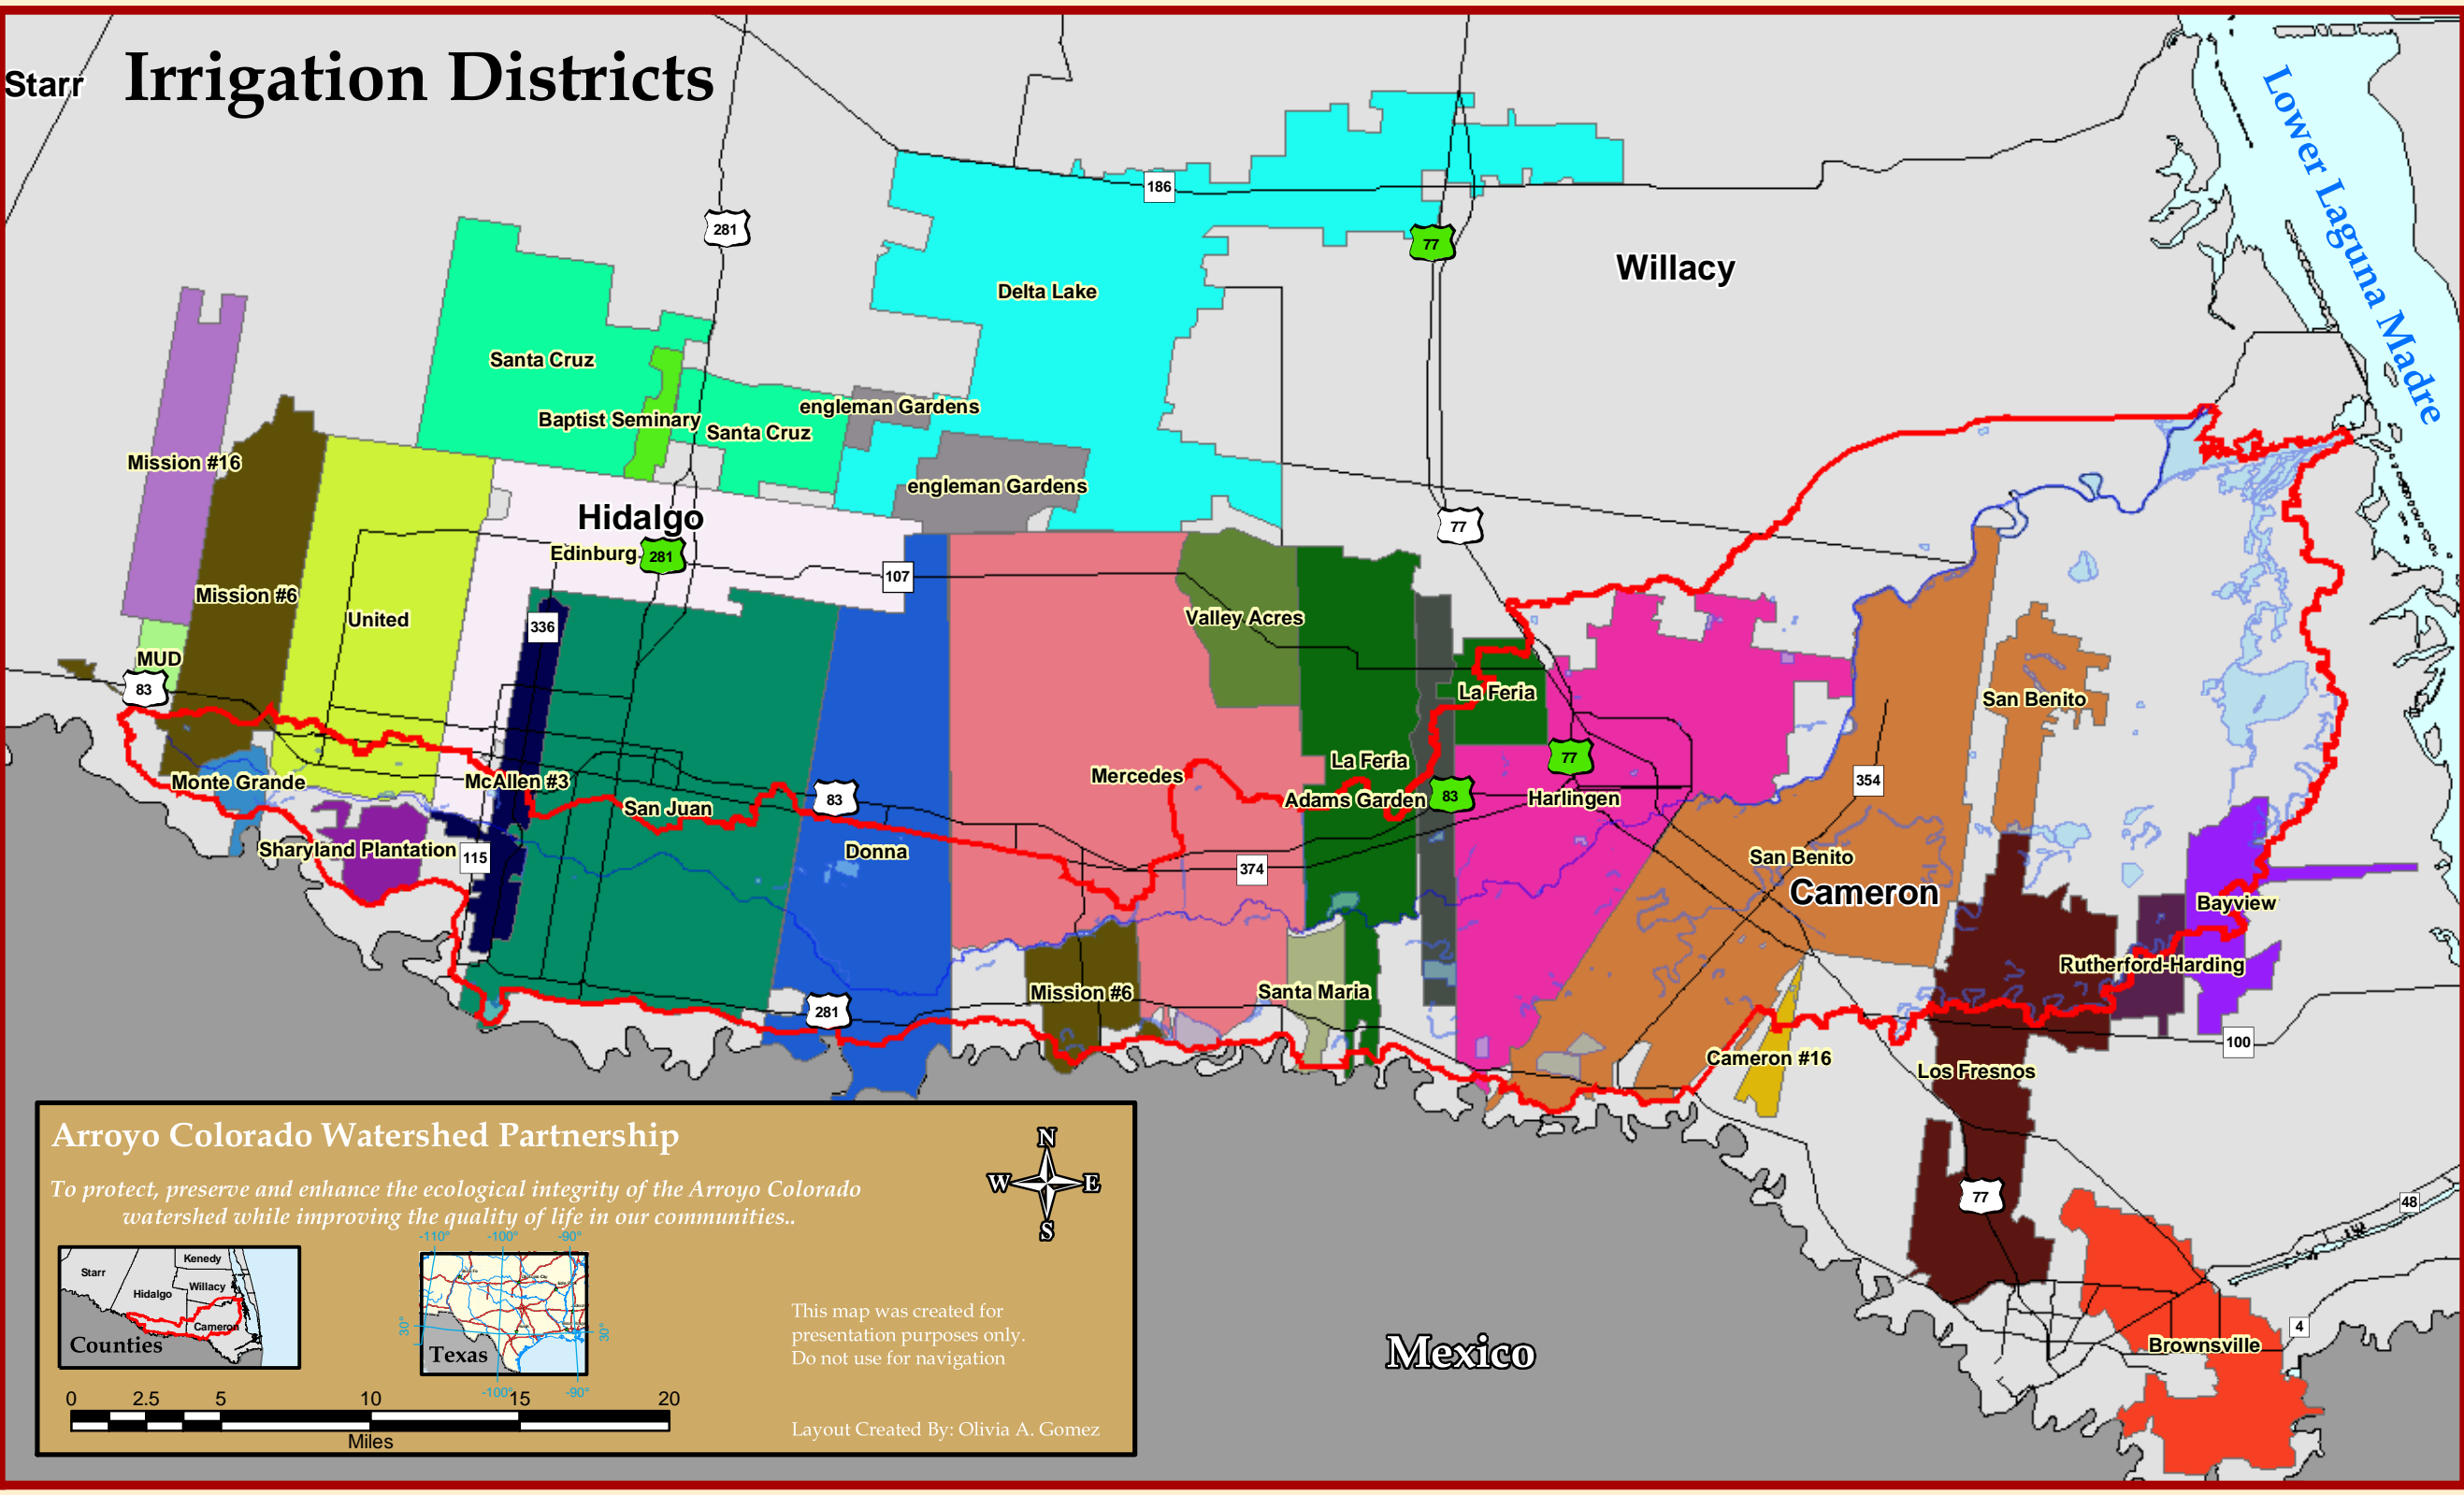 Irrigation Districts
Starr
Lower Laguna Madre
186
281
77
Willacy
Delta Lake
Santa Cruz
engleman Gardens
Baptist Seminary
Santa Cruz
Mission #16
engleman Gardens
Hidalgo
77
Edinburg
281
107
Mission #6
United
336
Valley Acres
MUD
83
La Feria
San Benito
77
La Feria
Mercedes
Monte Grande
McAllen #3
354
83
San Juan
Adams Garden
83
Harlingen
Sharyland Plantation
115
Donna
374
San Benito
Cameron
Bayview
Rutherford-Harding
Mission #6
Santa Maria
281
100
Cameron #16
Los Fresnos
77
48
4
Brownsville
Mexico
Arroyo Colorado Watershed Partnership
To protect, preserve and enhance the ecological integrity of the Arroyo Colorado
watershed while improving the quality of life in our communities..
N
W E
S
Kenedy
Starr
Willacy
Hidalgo
Cameron
Counties
-110° -100° -90°
30° 30°
Texas
-100° -90°
This map was created for
presentation purposes only.
Do not use for navigation
0 2.5 5 10 15 20
Miles
Layout Created By: Olivia A. Gomez